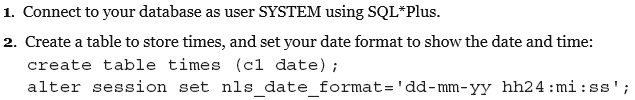 1. Connect to your database as user SYSTEM using SQL*Plus.
2. Create a table to store times, and set your date format to show the date and time:
create table times (c1 date);
alter session set nls_date_format='dd-mm-yy hh24:mi:ss';